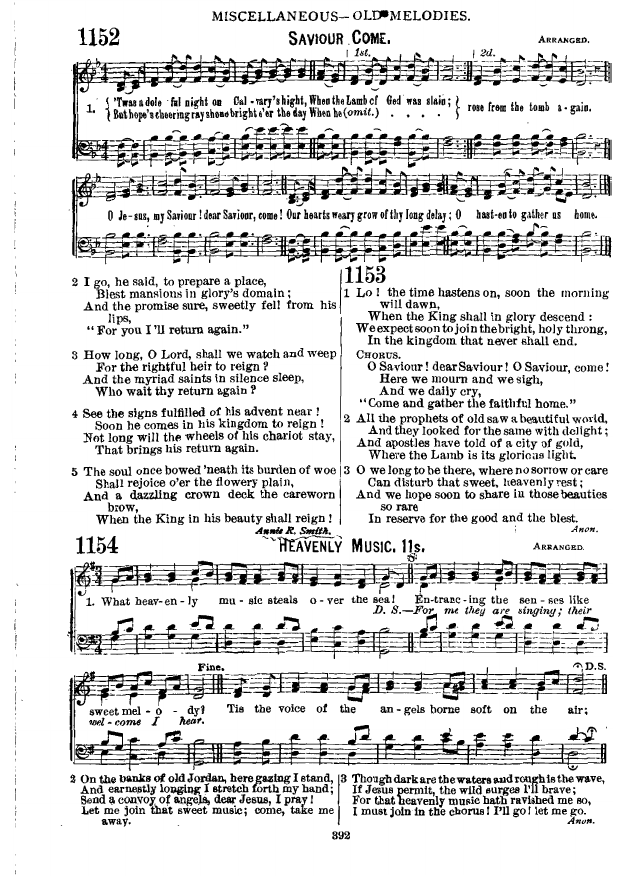 MISCELLANEOUS—OLD MELODIES.
1152
SAVIOUR COME.
ARRANGED.
1st.
2d.
1. { 'Twas a dole ful night on Cal-vary's hight, When the Lamb of God was slain; } rose from the tomb a-gain.
{ But hope's cheering ray shone bright o'er the day When he (omit.) . . . .
O Je-sus, my Saviour! dear Saviour, come! Our hearts weary grow of thy long delay; O hast-en to gather us home.
2 I go, he said, to prepare a place,
Blest mansions in glory's domain;
And the promise sure, sweetly fell from his
lips,
"For you I'll return again."
3 How long, O Lord, shall we watch and weep
For the rightful heir to reign?
And the myriad saints in silence sleep,
Who wait thy return again?
4 See the signs fulfilled of his advent near!
Soon he comes in his kingdom to reign!
Not long will the wheels of his chariot stay,
That brings his return again.
5 The soul once bowed 'neath its burden of woe
Shall rejoice o'er the flowery plain,
And a dazzling crown deck the careworn
brow,
When the King in his beauty shall reign!
Annie R. Smith.
1153
1 Lo! the time hastens on, soon the morning
will dawn,
When the King shall in glory descend:
We expect soon to join the bright, holy throng,
In the kingdom that never shall end.
CHORUS.
O Saviour! dear Saviour! O Saviour, come!
Here we mourn and we sigh,
And we daily cry,
"Come and gather the faithful home."
2 All the prophets of old saw a beautiful world,
And they looked for the same with delight;
And apostles have told of a city of gold,
Where the Lamb is its glorious light.
3 O we long to be there, where no sorrow or care
Can disturb that sweet, heavenly rest;
And we hope soon to share in those beauties
so rare
In reserve for the good and the blest.
Anon.
1154
HEAVENLY MUSIC. 11s.
ARRANGED.
1. What heav-en-ly mu-sic steals o-ver the sea! En-tranc-ing the sen-ses like
D. S.—For me they are singing; their
Fine.
D.S.
sweet mel-o-dy? Tis the voice of the an-gels borne soft on the air;
wel-come I hear.
2 On the banks of old Jordan, here gazing I stand,
And earnestly longing I stretch forth my hand;
Send a convoy of angels, dear Jesus, I pray!
Let me join that sweet music; come, take me
away.
3 Though dark are the waters and rough is the wave,
If Jesus permit, the wild surges I'll brave;
For that heavenly music hath ravished me so,
I must join in the chorus! I'll go! let me go.
Anon.
392